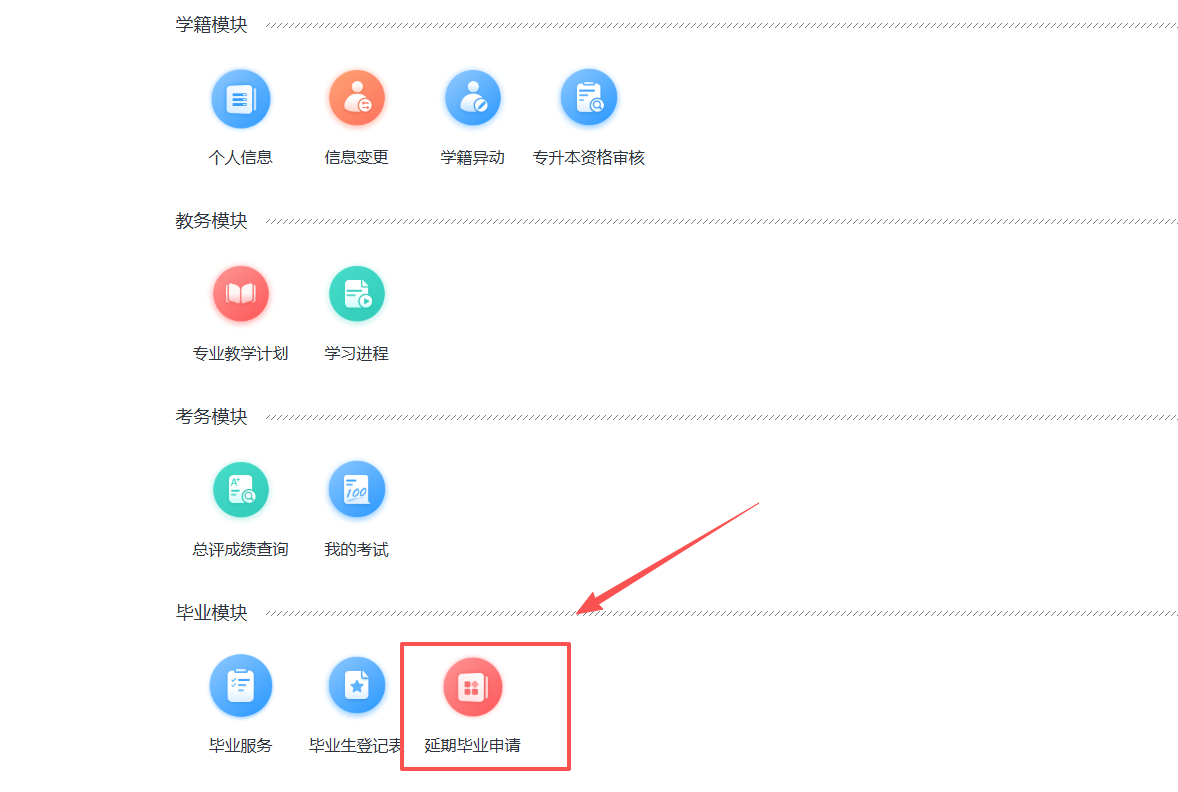 学籍模块
个人信息 信息变更 学籍异动 专升本资格审核
教务模块
专业教学计划 学习进程
考务模块
A+ 100
总评成绩查询 我的考试
毕业模块
毕业服务 毕业生登记表 延期毕业申请